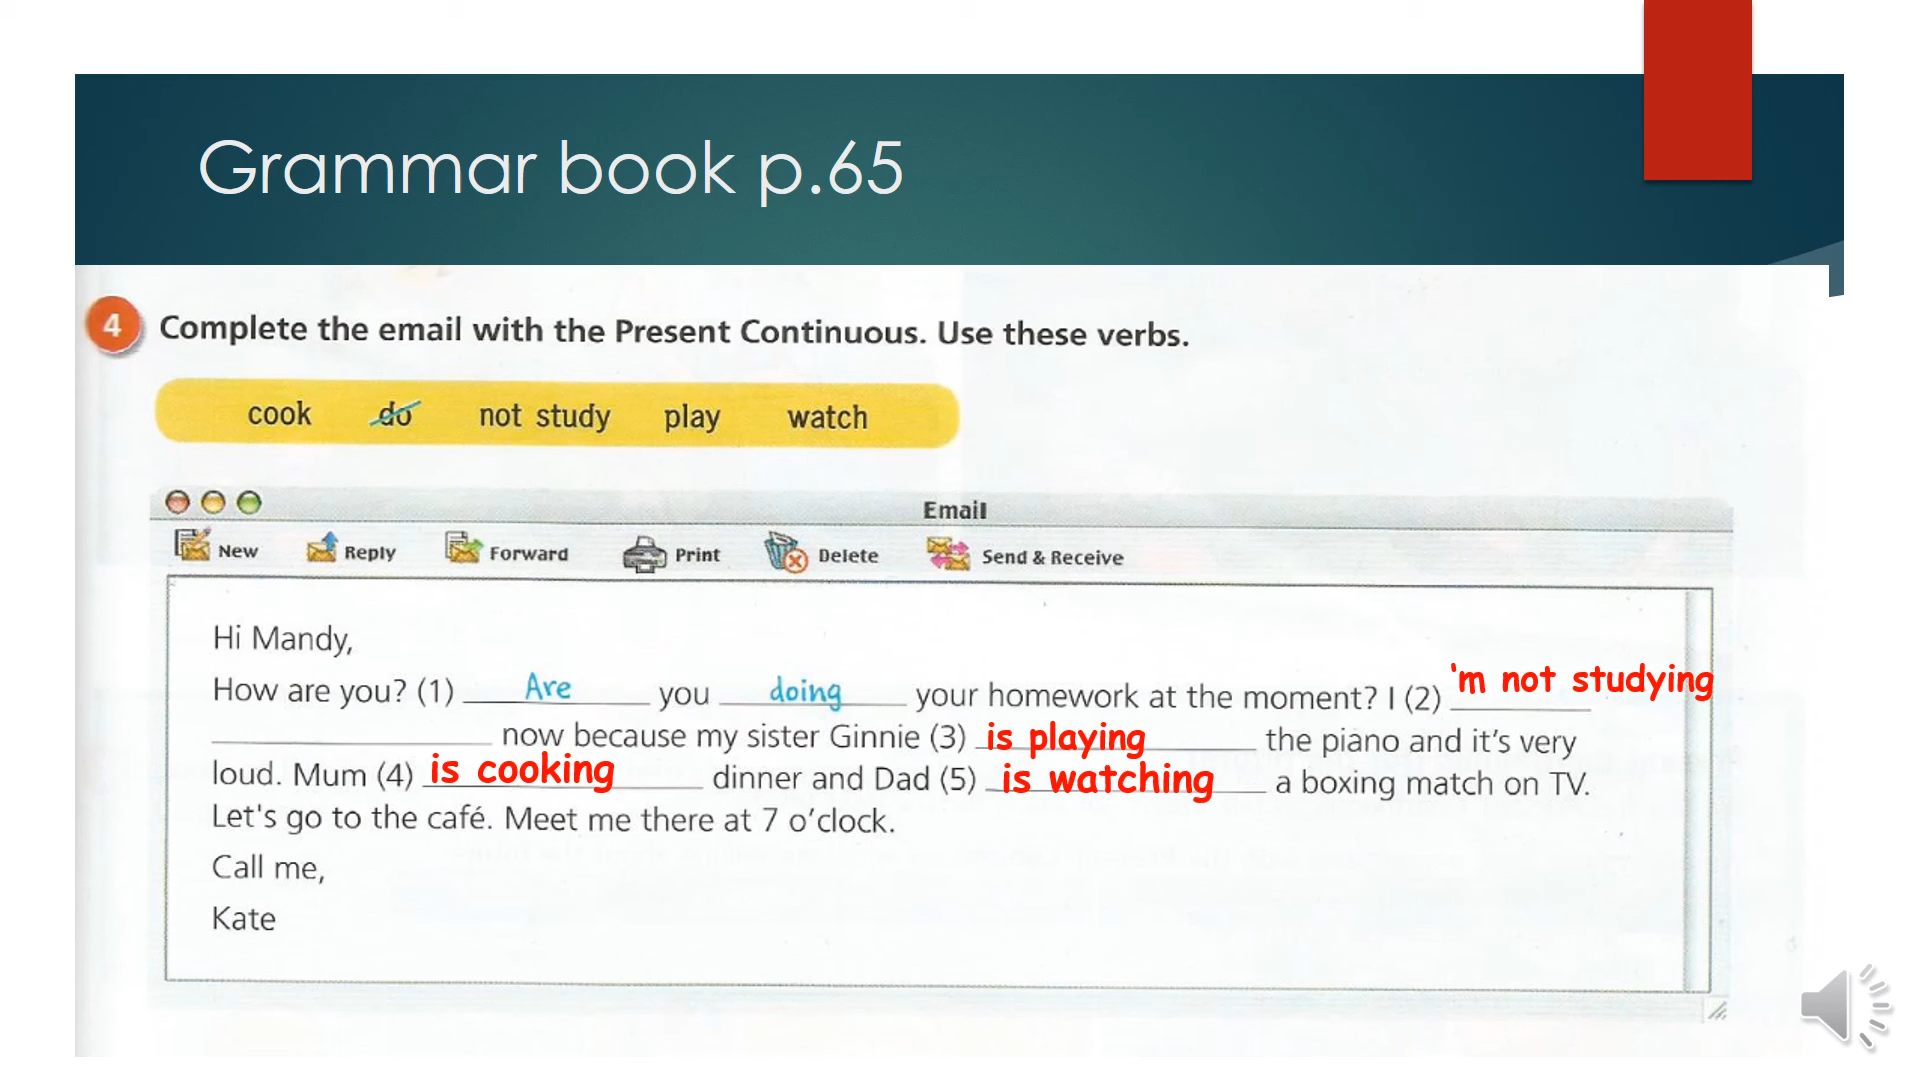 Grammar book p.65
4 Complete the email with the Present Continuous. Use these verbs.
cook do not study play watch
Email
New Reply Forward Print Delete Send & Receive
Hi Mandy,
How are you? (1) Are you doing your homework at the moment? I (2) 'm not studying
now because my sister Ginnie (3) is playing the piano and it's very
loud. Mum (4) is cooking dinner and Dad (5) is watching a boxing match on TV.
Let's go to the café. Meet me there at 7 o'clock.
Call me,
Kate